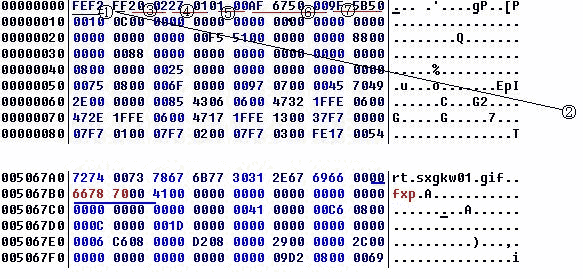 00000000 FEF2 FF20 0227 0101 00AF 6750 009F 5B50 _.. .'....gP..[P
① ③ ④ ⑤ ⑥ ⑦
00000010 0000 0000 0000 0000 0000 0000 ................
00000020 0000 0000 0000 00F5 5100 0000 0000 8800 ........Q.......
00000030 0000 0088 0000 0000 0000 0000 0000 0000 ................
00000040 0800 0000 0025 0000 0000 0000 0000 0000 .....%..........
00000050 0075 0800 006F 0000 0097 0700 0045 7049 .u...o.......EpI
00000060 2E00 0000 0085 4306 0600 4732 1FFE 0600 ......C...G2....
②
00000070 472E 1FFE 0600 4717 1FFE 1300 37F7 0000 G.....G.....7...
00000080 07F7 0100 07F7 0200 07F7 0300 FE17 0054 ...............T
005067A0 7274 0073 7867 6B77 3031 2E67 6966 0000 rt.sxgkw01.gif..
005067B0 6678 7000 4100 0000 0000 0000 0000 0000 fxp.A...........
005067C0 0000 0000 0000 0000 0041 0000 00C6 0800 .........A......
005067D0 000C 0000 001D 0000 0000 0000 0000 0000 ................
005067E0 0006 C608 0000 D208 0000 2900 0000 2C00 ..........)...,.
005067F0 0000 0000 0000 0000 0000 09D2 0800 0069 ...............i